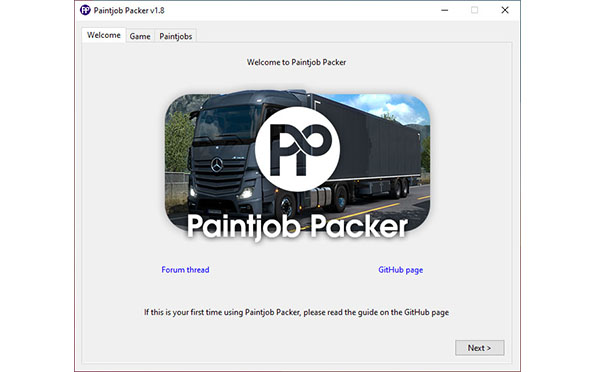 Paintjob Packer v1.8
Welcome Game Paintjobs
Welcome to Paintjob Packer
PP
Paintjob Packer
Forum thread GitHub page
If this is your first time using Paintjob Packer, please read the guide on the GitHub page
Next >